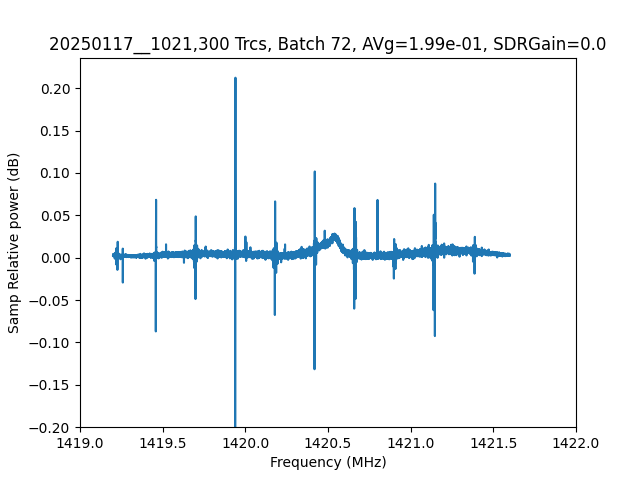 20250117__1021,300 Trcs, Batch 72, AVg=1.99e-01, SDRGain=0.0
Samp Relative power (dB)
0.20
0.15
0.10
0.05
0.00
−0.05
−0.10
−0.15
−0.20
1419.0 1419.5 1420.0 1420.5 1421.0 1421.5 1422.0
Frequency (MHz)